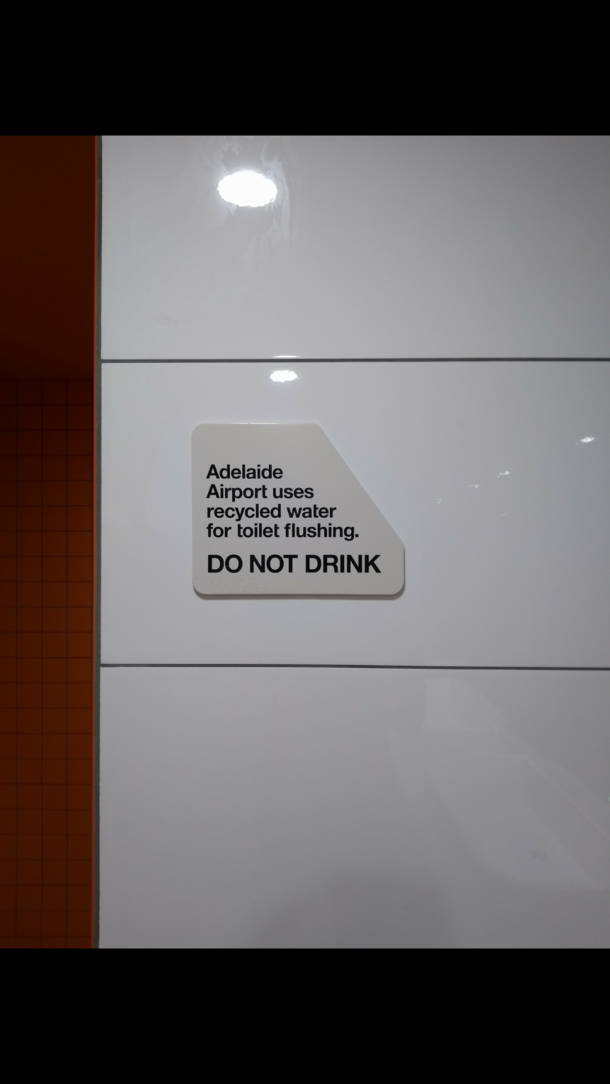 Adelaide
Airport uses
recycled water
for toilet flushing.
DO NOT DRINK